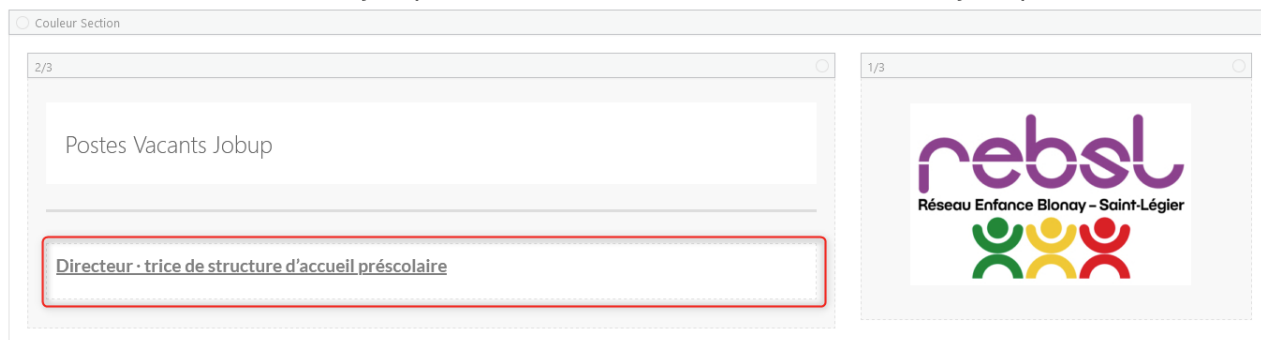 Couleur Section
2/3
1/3
Postes Vacants Jobup
Directeur·trice de structure d'accueil préscolaire
rebsl
Réseau Enfance Blonay – Saint-Légier